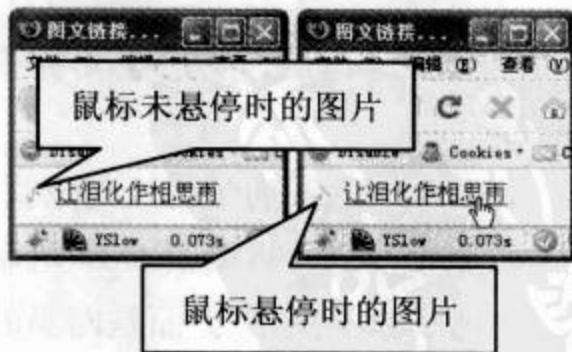 图文链接...
图文链接...
编辑 (E) 查看 (V)
鼠标未悬停时的图片
Disable Cookies
让泪化作相思雨
让泪化作相思雨
YSlow 0.073s
YSlow 0.073s
鼠标悬停时的图片